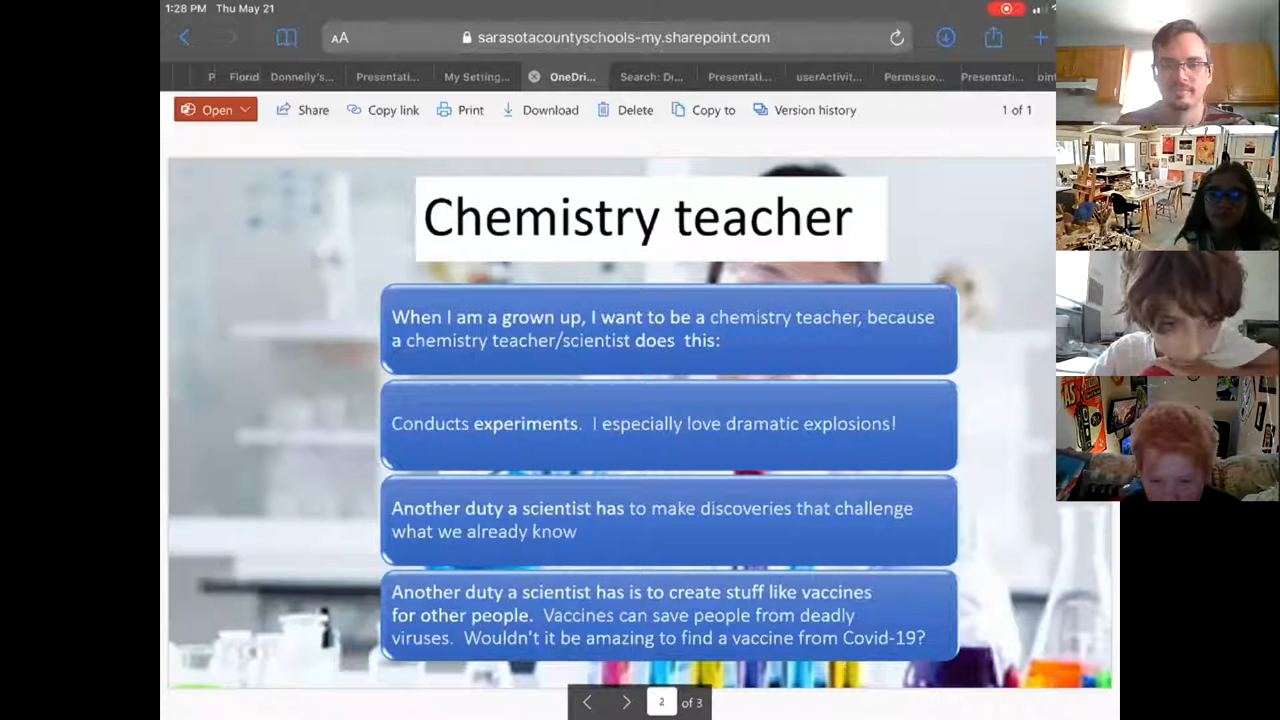 1:28 PM Thu May 21
AA sarasotacountyschools-my.sharepoint.com
P Florid Donnelly's... Presentati... My Setting... OneDri... Search: Di... Presentati... userActivit... Permissio... Presentati... oint
Open Share Copy link Print Download Delete Copy to Version history 1 of 1
Chemistry teacher
When I am a grown up, I want to be a chemistry teacher, because
a chemistry teacher/scientist does this:
Conducts experiments. I especially love dramatic explosions!
Another duty a scientist has to make discoveries that challenge
what we already know
Another duty a scientist has is to create stuff like vaccines
for other people. Vaccines can save people from deadly
viruses. Wouldn't it be amazing to find a vaccine from Covid-19?
2 of 3